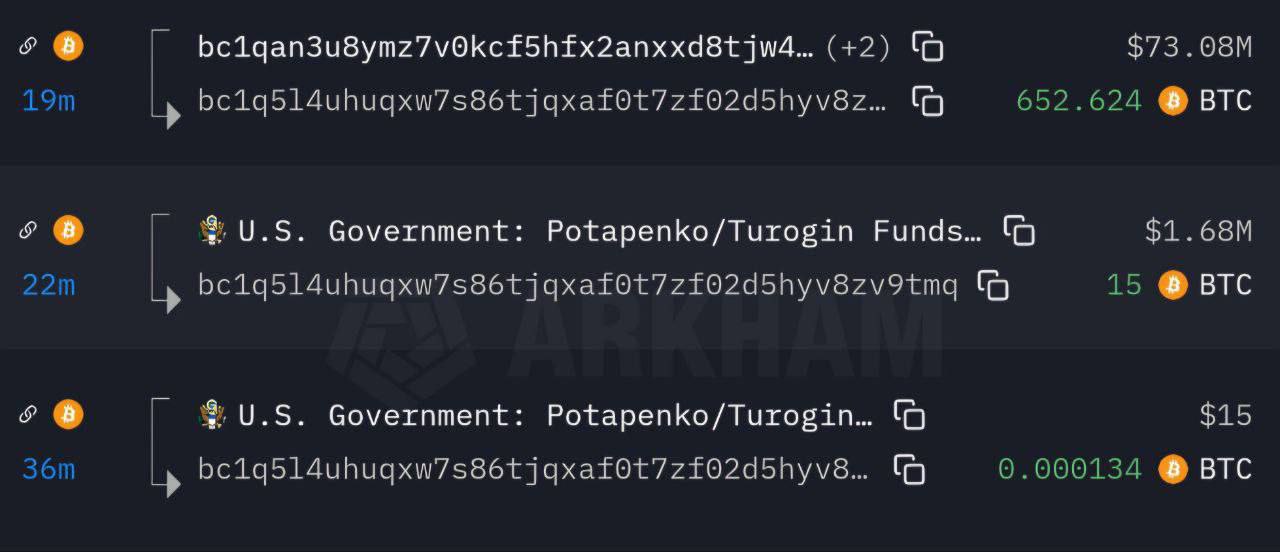 bc1qan3u8ymz7v0kcf5hfx2anxxd8tjw4… (+2) $73.08M
19m bc1q5l4uhuqxw7s86tjqxaf0t7zf02d5hyv8z… 652.624 BTC
U.S. Government: Potapenko/Turogin Funds… $1.68M
22m bc1q5l4uhuqxw7s86tjqxaf0t7zf02d5hyv8zv9tmq 15 BTC
ARKHAM
U.S. Government: Potapenko/Turogin… $15
36m bc1q5l4uhuqxw7s86tjqxaf0t7zf02d5hyv8… 0.000134 BTC